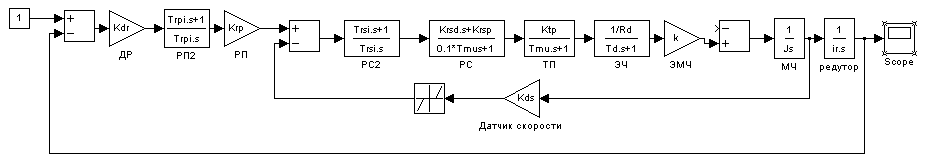 1
Kdr
ДР
Trpi.s+1
Trpi.s
РП2
Krp
РП
Trsi.s+1
Trsi.s
РС2
Krsd.s+Krsp
0.1*Tmus+1
РС
Ktp
Tmu.s+1
ТП
1/Rd
Td.s+1
ЭЧ
k
ЭМЧ
1
Js
МЧ
1
ir.s
редутор
Scope
Kds
Датчик скорости